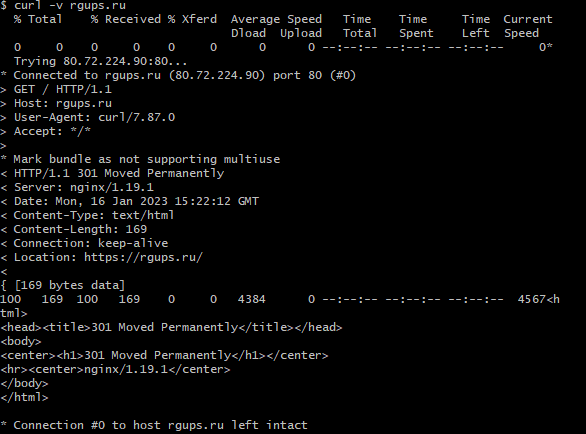 $ curl -v rgups.ru
  % Total    % Received % Xferd  Average Speed   Time    Time     Time  Current
                                 Dload  Upload   Total   Spent    Left  Speed
  0     0    0     0    0     0      0      0 --:--:-- --:--:-- --:--:--     0*
  Trying 80.72.224.90:80...
* Connected to rgups.ru (80.72.224.90) port 80 (#0)
> GET / HTTP/1.1
> Host: rgups.ru
> User-Agent: curl/7.87.0
> Accept: */*
>
* Mark bundle as not supporting multiuse
< HTTP/1.1 301 Moved Permanently
< Server: nginx/1.19.1
< Date: Mon, 16 Jan 2023 15:22:12 GMT
< Content-Type: text/html
< Content-Length: 169
< Connection: keep-alive
< Location: https://rgups.ru/
<
{ [169 bytes data]
100   169  100   169    0     0   4384      0 --:--:-- --:--:-- --:--:--  4567<h
tml>
<head><title>301 Moved Permanently</title></head>
<body>
<center><h1>301 Moved Permanently</h1></center>
<hr><center>nginx/1.19.1</center>
</body>
</html>

* Connection #0 to host rgups.ru left intact